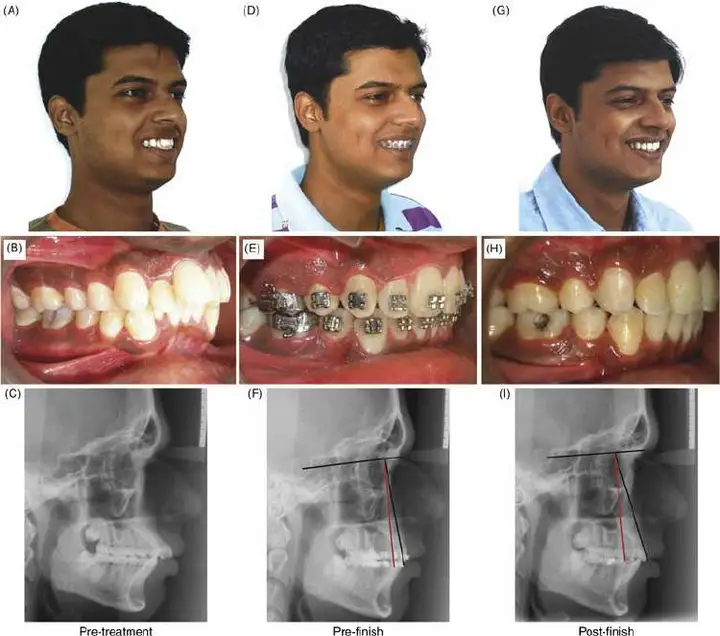 (A)
(D)
(G)
(B)
(E)
(H)
(C)
(F)
(I)
Pre-treatment
Pre-finish
Post-finish